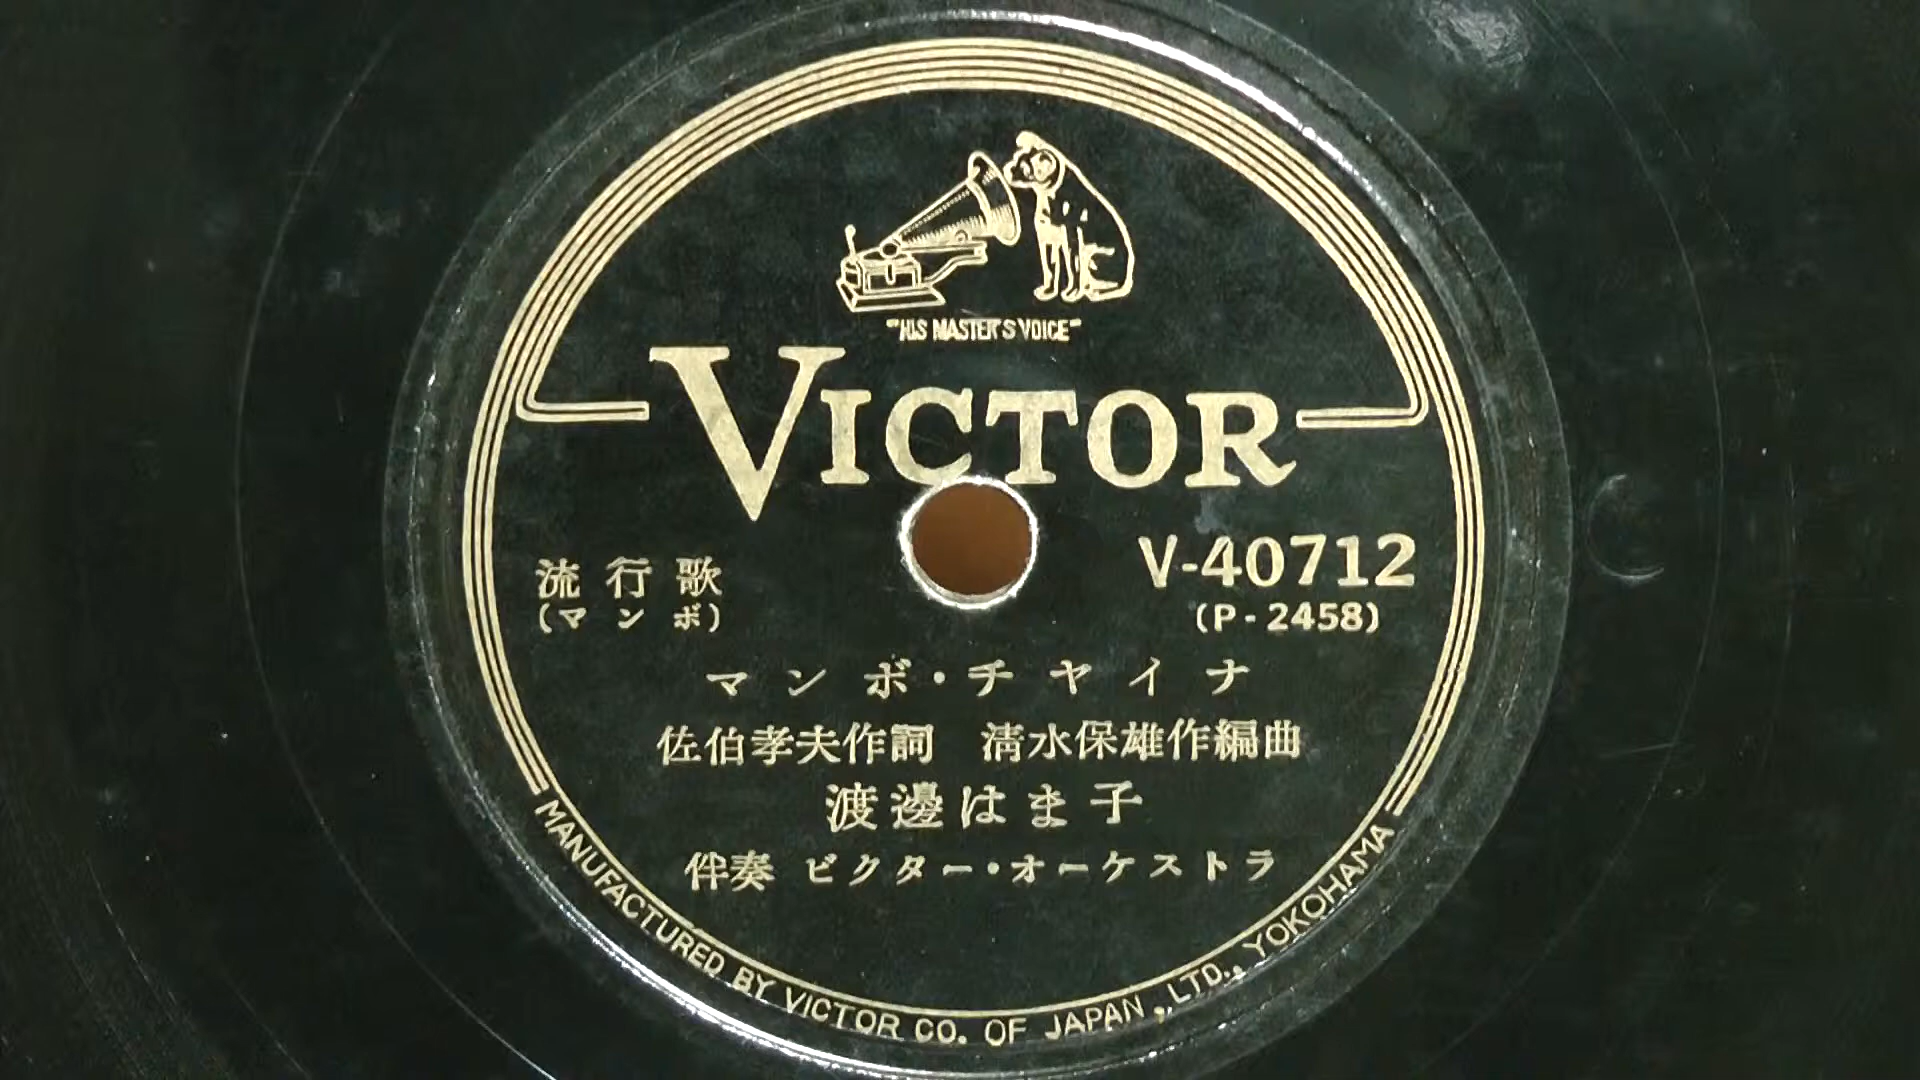 "HIS MASTER'S VOICE"
VICTOR
流行歌
(マンボ)
V-40712
(P-2458)
マンボ・チヤイナ
佐伯孝夫作詞 清水保雄作編曲
渡邊はま子
伴奏 ビクター・オーケストラ
MANUFACTURED BY VICTOR CO. OF JAPAN, LTD., YOKOHAMA